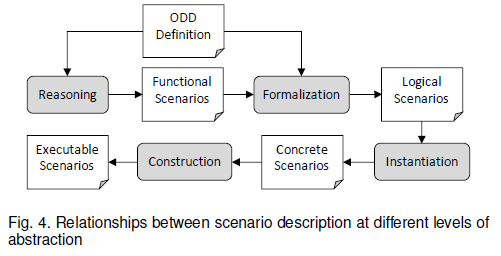 ODD
Definition
Reasoning
Functional
Scenarios
Formalization
Logical
Scenarios
Executable
Scenarios
Construction
Concrete
Scenarios
Instantiation
Fig. 4. Relationships between scenario description at different levels of
abstraction